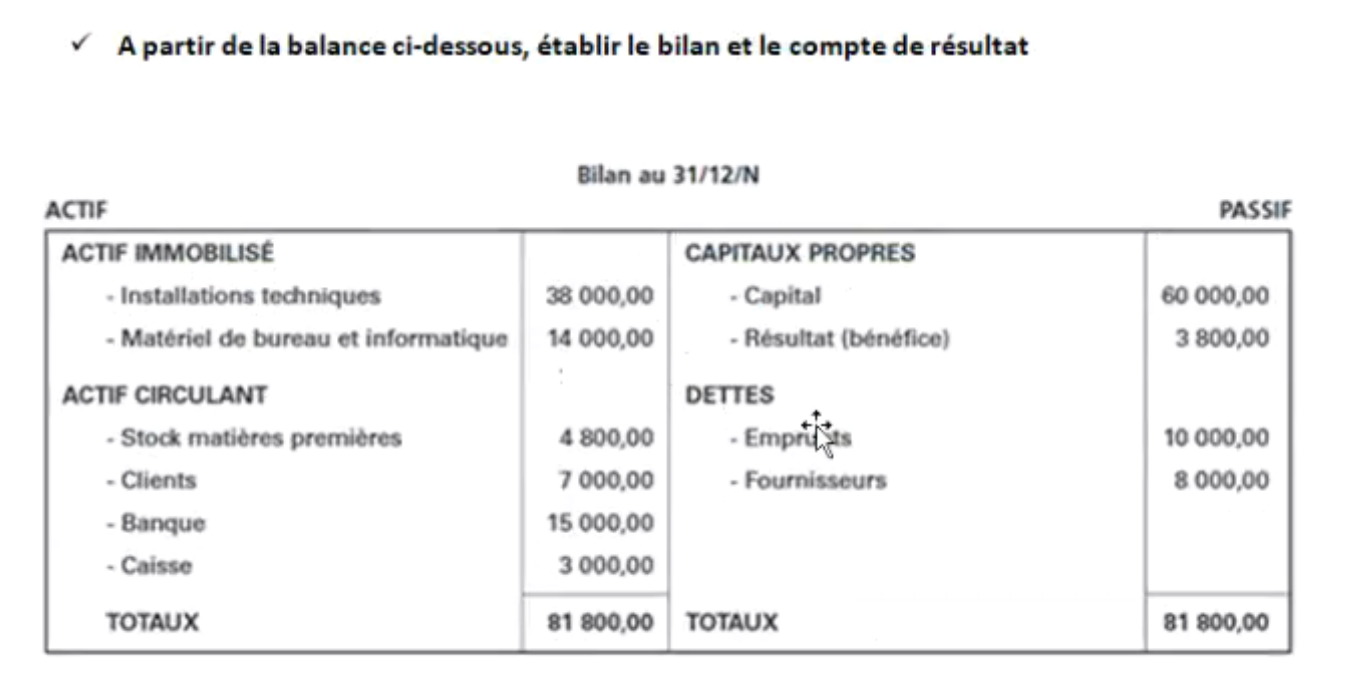 ✓ A partir de la balance ci-dessous, établir le bilan et le compte de résultat
Bilan au 31/12/N
ACTIF PASSIF
ACTIF IMMOBILISÉ CAPITAUX PROPRES
- Installations techniques 38 000,00 - Capital 60 000,00
- Matériel de bureau et informatique 14 000,00 - Résultat (bénéfice) 3 800,00
ACTIF CIRCULANT DETTES
- Stock matières premières 4 800,00 - Emprunts 10 000,00
- Clients 7 000,00 - Fournisseurs 8 000,00
- Banque 15 000,00
- Caisse 3 000,00
TOTAUX 81 800,00 TOTAUX 81 800,00